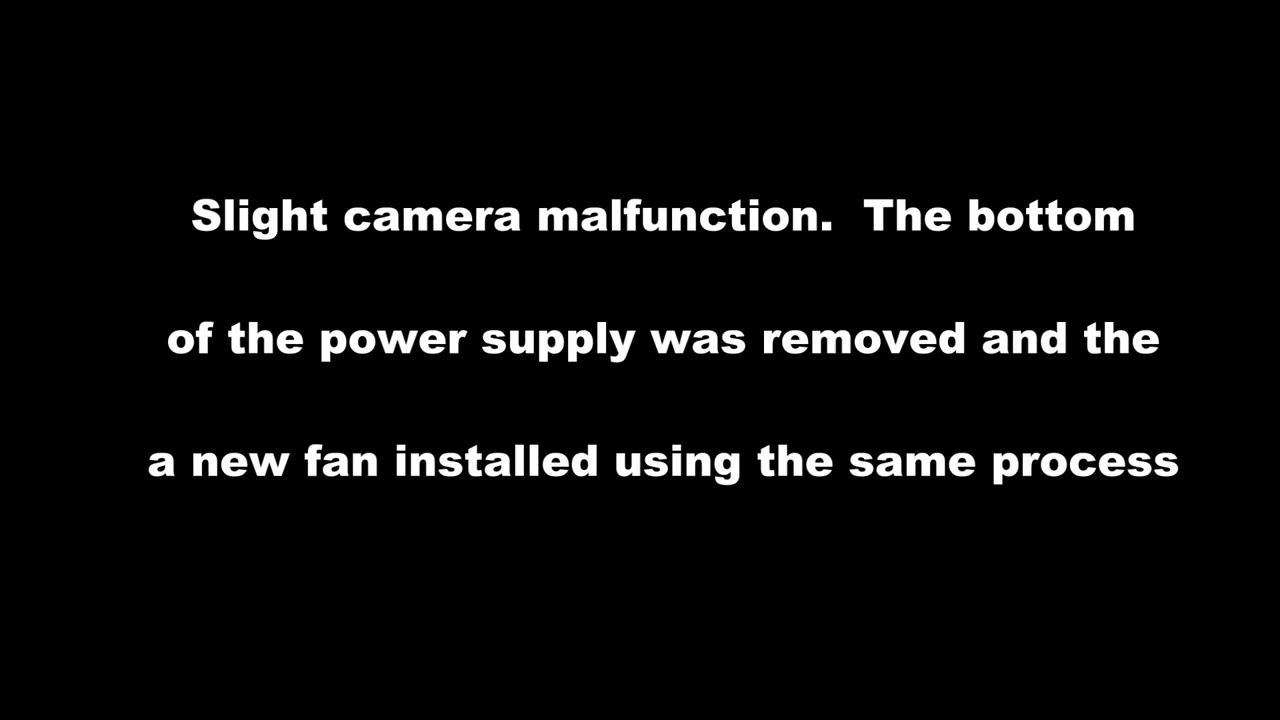 Slight camera malfunction.  The bottom
of the power supply was removed and the
a new fan installed using the same process